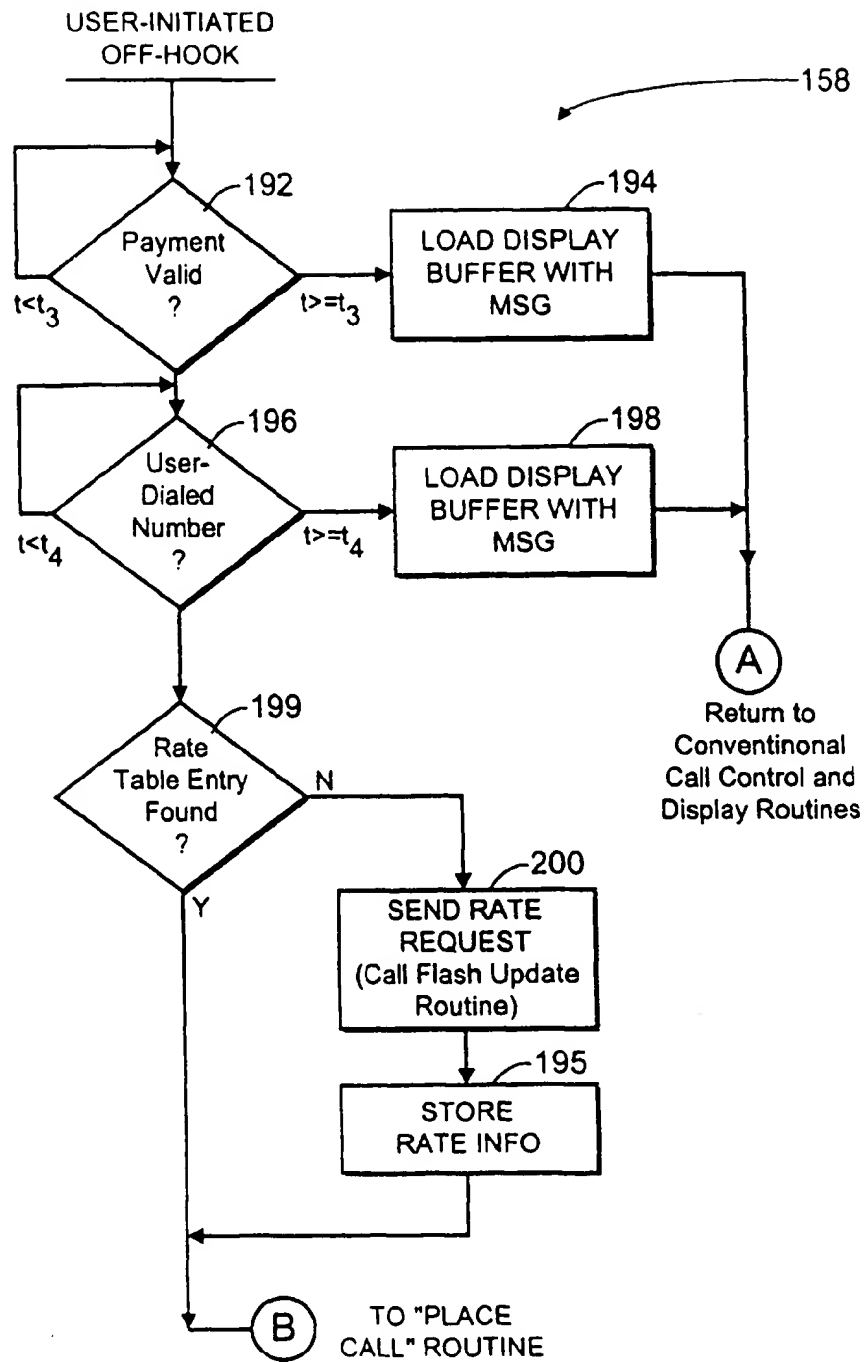 USER-INITIATED
OFF-HOOK
158
192
Payment
Valid
?
t<t3
t>=t3
194
LOAD DISPLAY
BUFFER WITH
MSG
196
User-
Dialed
Number
?
t<t4
t>=t4
198
LOAD DISPLAY
BUFFER WITH
MSG
A
Return to
Conventinonal
Call Control and
Display Routines
199
Rate
Table Entry
Found
?
N
Y
200
SEND RATE
REQUEST
(Call Flash Update
Routine)
195
STORE
RATE INFO
B
TO "PLACE
CALL" ROUTINE